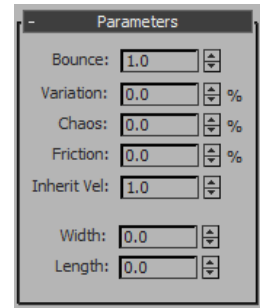 - Parameters
Bounce: 1.0
Variation: 0.0 %
Chaos: 0.0 %
Friction: 0.0 %
Inherit Vel: 1.0
Width: 0.0
Length: 0.0